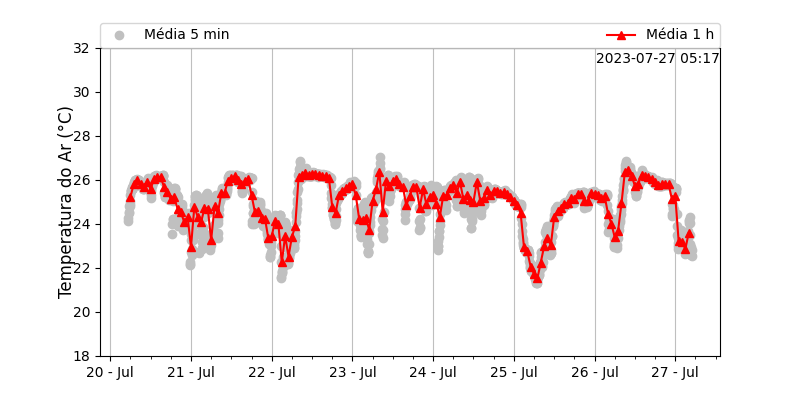 Média 5 min
Média 1 h
2023-07-27 05:17
Temperatura do Ar (°C)
32
30
28
26
24
22
20
18
20 - Jul
21 - Jul
22 - Jul
23 - Jul
24 - Jul
25 - Jul
26 - Jul
27 - Jul